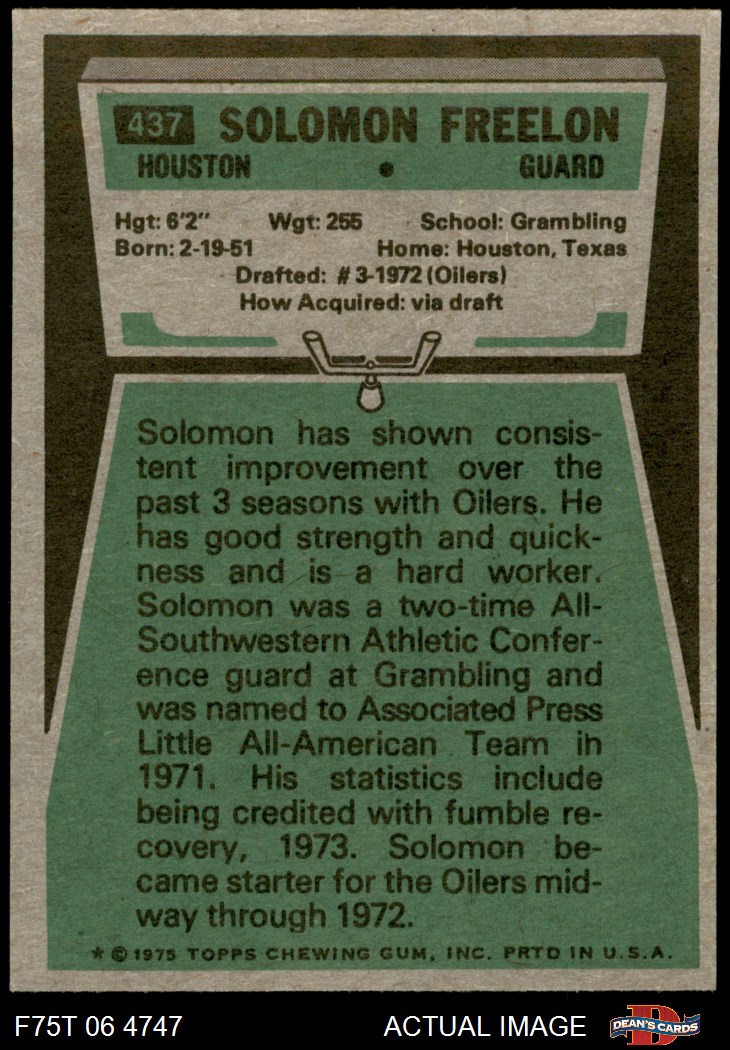 437 SOLOMON FREELON
HOUSTON • GUARD
Hgt: 6'2" Wgt: 255 School: Grambling
Born: 2-19-51 Home: Houston, Texas
Drafted: #3-1972 (Oilers)
How Acquired: via draft
Solomon has shown consis-
tent improvement over the
past 3 seasons with Oilers. He
has good strength and quick-
ness and is a hard worker.
Solomon was a two-time All-
Southwestern Athletic Confer-
ence guard at Grambling and
was named to Associated Press
Little All-American Team in
1971. His statistics include
being credited with fumble re-
covery, 1973. Solomon be-
came starter for the Oilers mid-
way through 1972.
* © 1975 TOPPS CHEWING GUM, INC. PRTD IN U.S.A.
F75T 06 4747 ACTUAL IMAGE D DEAN'S CARDS